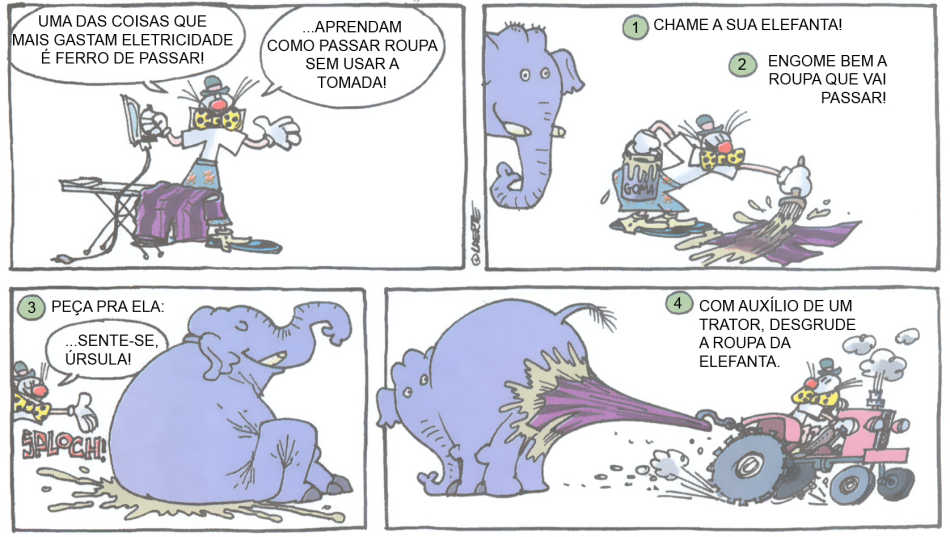 UMA DAS COISAS QUE
MAIS GASTAM ELETRICIDADE
É FERRO DE PASSAR!
...APRENDAM
COMO PASSAR ROUPA
SEM USAR A
TOMADA!
©LAERTE
1 CHAME A SUA ELEFANTA!
2 ENGOME BEM A
ROUPA QUE VAI
PASSAR!
GOMA
3 PEÇA PRA ELA:
...SENTE-SE,
ÚRSULA!
SPLOCH!
4 COM AUXÍLIO DE UM
TRATOR, DESGRUDE
A ROUPA DA
ELEFANTA.